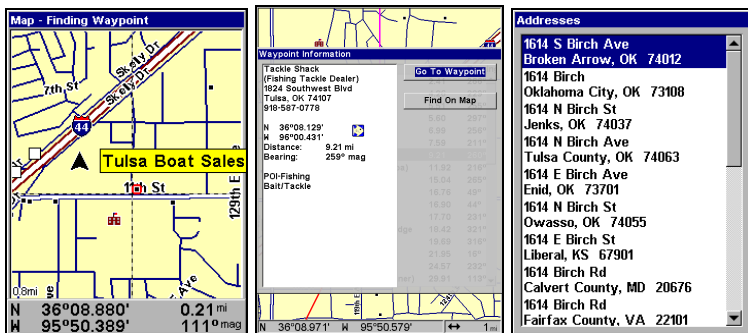 Map - Finding Waypoint
Skelly Dr
Skelly Dr
7th St
44
Tulsa Boat Sales
11th St
129th E
0.8mi
N 36°08.880' 0.21 mi
W 95°50.389' 111° mag
Waypoint Information
Tackle Shack
(Fishing Tackle Dealer)
1824 Southwest Blvd
Tulsa, OK 74107
918-587-0778
N 36°08.129'
W 96°00.431'
Distance: 9.21 mi
Bearing: 259° mag
POI-Fishing
Bait/Tackle
Go To Waypoint
Find On Map
N 36°08.971' W 95°50.579' ↔ 1 mi
Addresses
1614 S Birch Ave
Broken Arrow, OK 74012
1614 Birch
Oklahoma City, OK 73108
1614 N Birch St
Jenks, OK 74037
1614 N Birch Ave
Tulsa County, OK 74063
1614 E Birch Ave
Enid, OK 73701
1614 N Birch St
Owasso, OK 74055
1614 E Birch St
Liberal, KS 67901
1614 Birch Rd
Calvert County, MD 20676
1614 Birch Rd
Fairfax County, VA 22101